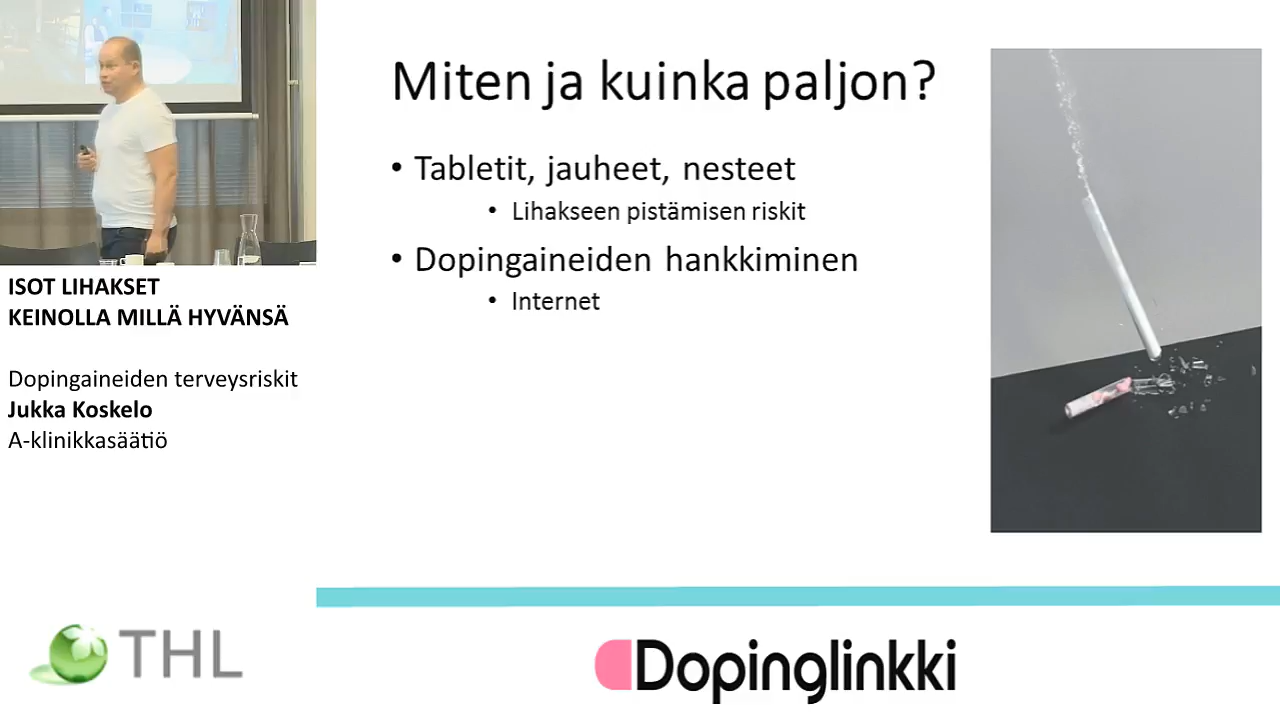 ISOT LIHAKSET
KEINOLLA MILLÄ HYVÄNSÄ
Dopingaineiden terveysriskit
Jukka Koskelo
A-klinikkasäätiö
THL
Miten ja kuinka paljon?
• Tabletit, jauheet, nesteet
• Lihakseen pistämisen riskit
• Dopingaineiden hankkiminen
• Internet
Dopinglinkki